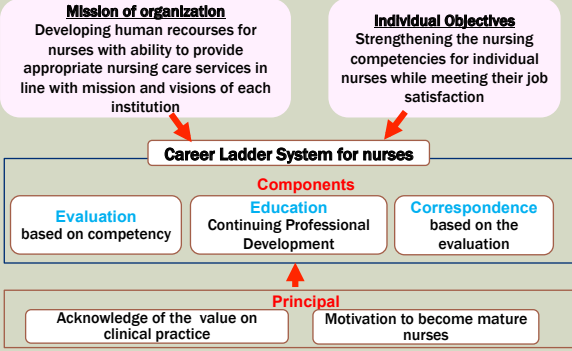 Mission of organization
Developing human recourses for
nurses with ability to provide
appropriate nursing care services in
line with mission and visions of each
institution
Individual Objectives
Strengthening the nursing
competencies for individual
nurses while meeting their job
satisfaction
Career Ladder System for nurses
Components
Evaluation
based on competency
Education
Continuing Professional
Development
Correspondence
based on the
evaluation
Principal
Acknowledge of the value on
clinical practice
Motivation to become mature
nurses